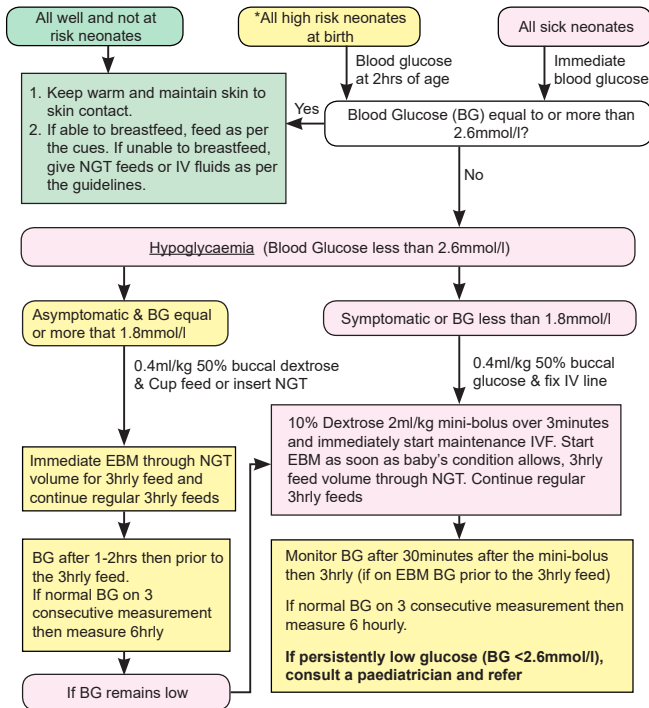 All well and not at
risk neonates
*All high risk neonates
at birth
All sick neonates
Blood glucose
at 2hrs of age
Immediate
blood glucose
1. Keep warm and maintain skin to
skin contact.
2. If able to breastfeed, feed as per
the cues. If unable to breastfeed,
give NGT feeds or IV fluids as per
the guidelines.
Yes
Blood Glucose (BG) equal to or more than
2.6mmol/l?
No
Hypoglycaemia (Blood Glucose less than 2.6mmol/l)
Asymptomatic & BG equal
or more that 1.8mmol/l
Symptomatic or BG less than 1.8mmol/l
0.4ml/kg 50% buccal dextrose
& Cup feed or insert NGT
0.4ml/kg 50% buccal
glucose & fix IV line
Immediate EBM through NGT
volume for 3hrly feed and
continue regular 3hrly feeds
10% Dextrose 2ml/kg mini-bolus over 3minutes
and immediately start maintenance IVF. Start
EBM as soon as baby's condition allows, 3hrly
feed volume through NGT. Continue regular
3hrly feeds
BG after 1-2hrs then prior to
the 3hrly feed.
If normal BG on 3
consecutive measurement
then measure 6hrly
Monitor BG after 30minutes after the mini-bolus
then 3hrly (if on EBM BG prior to the 3hrly feed)
If normal BG on 3 consecutive measurement then
measure 6 hourly.
If persistently low glucose (BG <2.6mmol/l),
consult a paediatrician and refer
If BG remains low